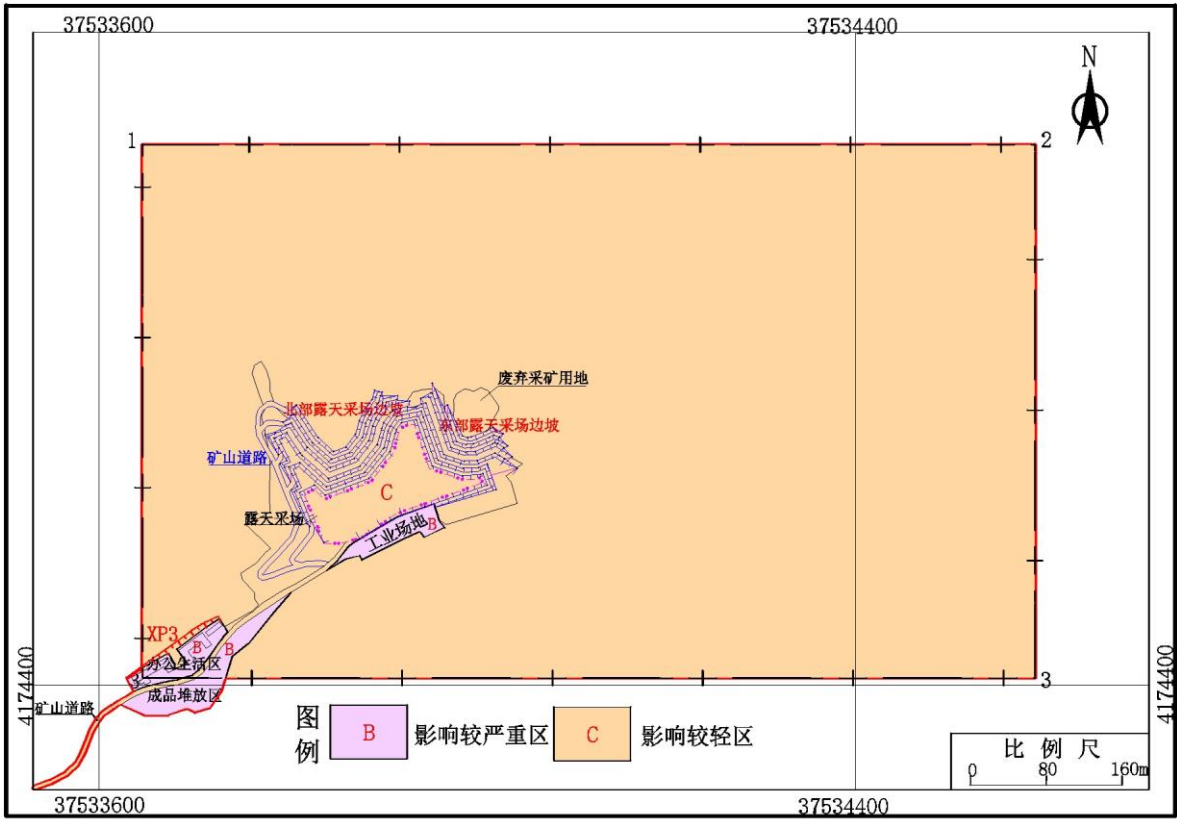 37533600
37534400
N
1
2
废弃采矿用地
北部露天采场边坡
东部露天采场边坡
矿山道路
C
露天采场
工业场地
B
XP3
B
B
办公生活区
3
成品堆放区
4174400
4174400
矿山道路
图例
B
影响较严重区
C
影响较轻区
比例尺
0
80
160m
37533600
37534400